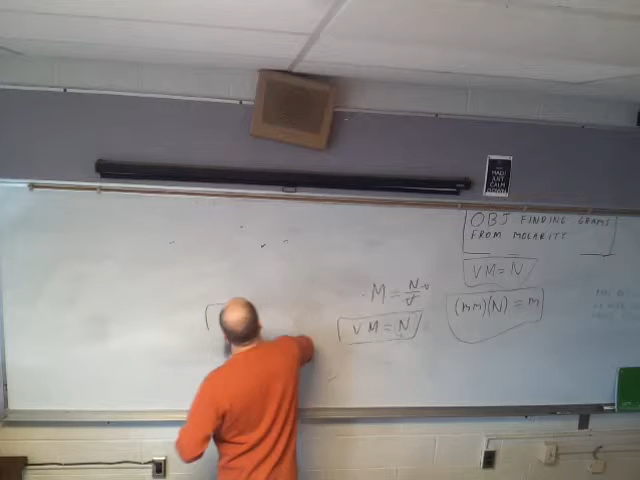 OBJ FINDING GRAMS
FROM MOLARITY
VM = N
(MM)(N) = m
M = N/V
VM = N